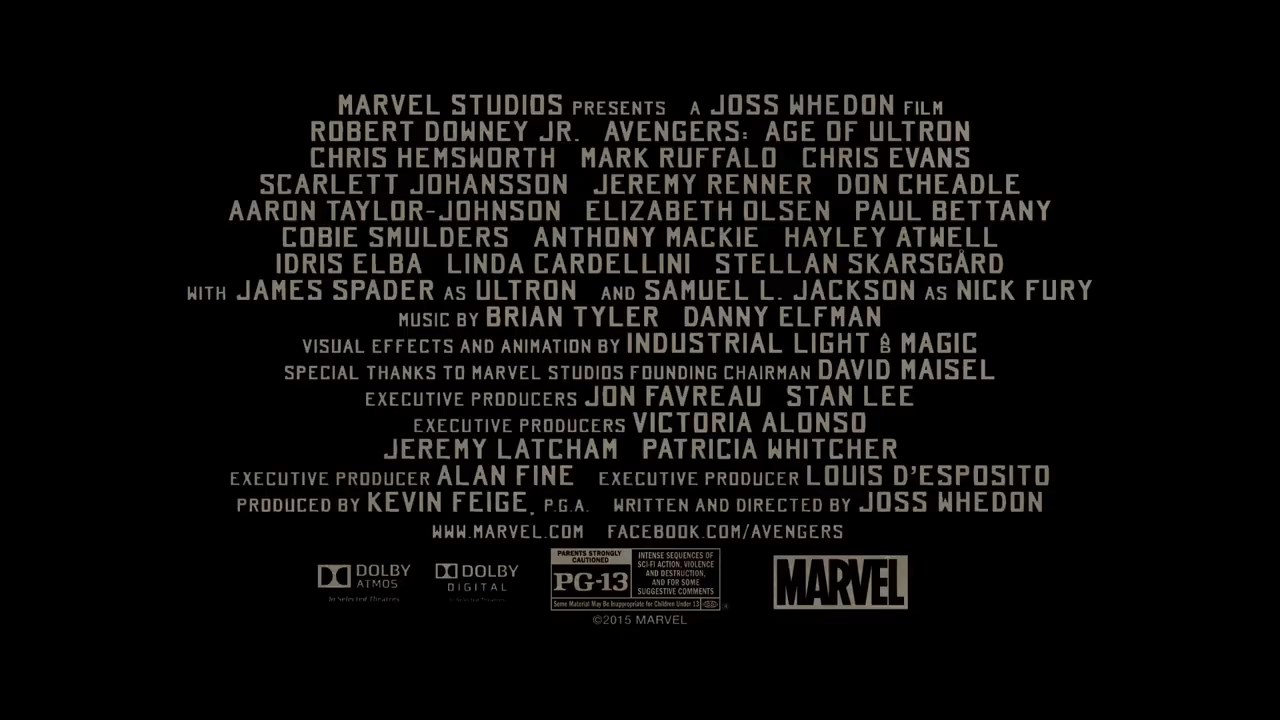 MARVEL STUDIOS PRESENTS A JOSS WHEDON FILM
ROBERT DOWNEY JR. AVENGERS: AGE OF ULTRON
CHRIS HEMSWORTH MARK RUFFALO CHRIS EVANS
SCARLETT JOHANSSON JEREMY RENNER DON CHEADLE
AARON TAYLOR-JOHNSON ELIZABETH OLSEN PAUL BETTANY
COBIE SMULDERS ANTHONY MACKIE HAYLEY ATWELL
IDRIS ELBA LINDA CARDELLINI STELLAN SKARSGÅRD
WITH JAMES SPADER AS ULTRON AND SAMUEL L. JACKSON AS NICK FURY
MUSIC BY BRIAN TYLER DANNY ELFMAN
VISUAL EFFECTS AND ANIMATION BY INDUSTRIAL LIGHT AND MAGIC
SPECIAL THANKS TO MARVEL STUDIOS FOUNDING CHAIRMAN DAVID MAISEL
EXECUTIVE PRODUCERS JON FAVREAU STAN LEE
EXECUTIVE PRODUCERS VICTORIA ALONSO
JEREMY LATCHAM PATRICIA WHITCHER
EXECUTIVE PRODUCER ALAN FINE EXECUTIVE PRODUCER LOUIS D'ESPOSITO
PRODUCED BY KEVIN FEIGE, P.G.A. WRITTEN AND DIRECTED BY JOSS WHEDON
WWW.MARVEL.COM FACEBOOK.COM/AVENGERS
DOLBY ATMOS
In Selected Theatres
DOLBY DIGITAL
In Selected Theatres
PARENTS STRONGLY CAUTIONED
PG-13
INTENSE SEQUENCES OF
SCI-FI ACTION, VIOLENCE
AND DESTRUCTION,
AND FOR SOME
SUGGESTIVE COMMENTS
Some Material May Be Inappropriate for Children Under 13
MARVEL
©2015 MARVEL